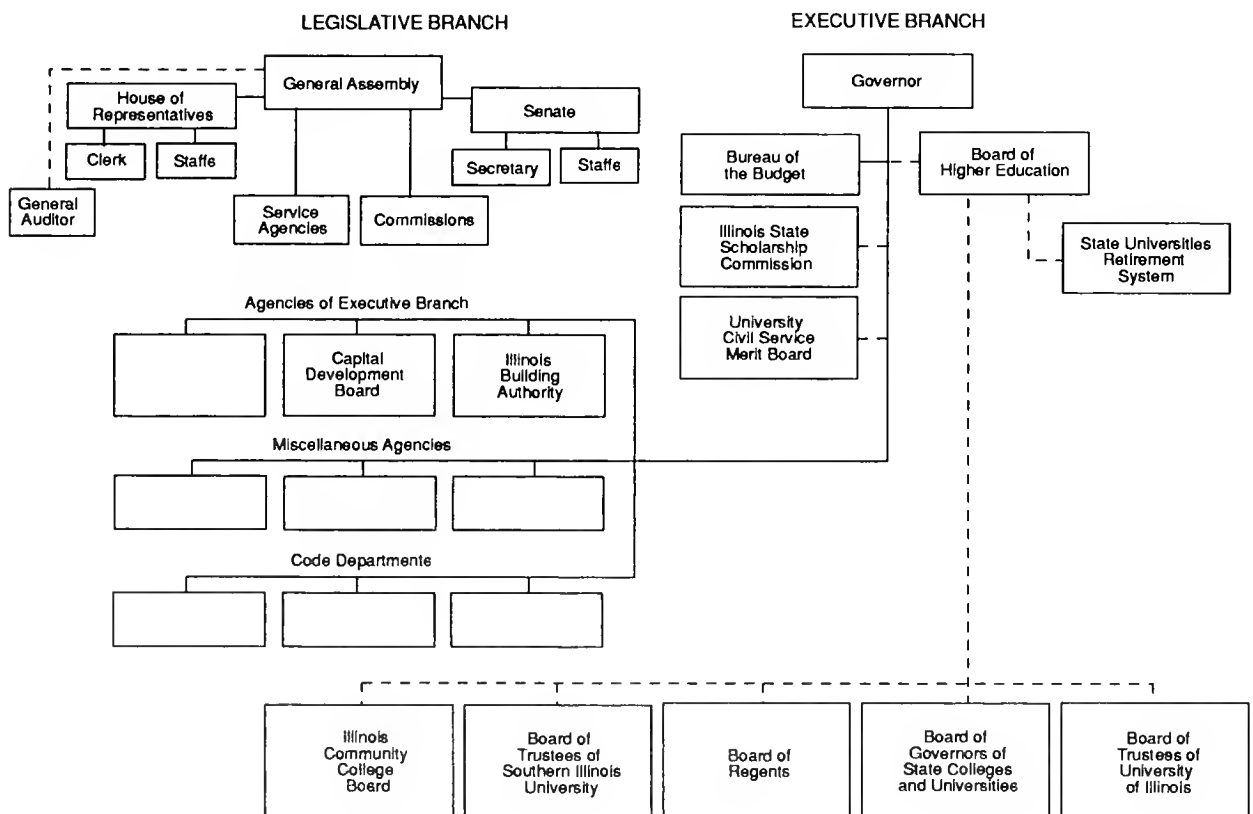 LEGISLATIVE BRANCH
General Assembly
House of
Representatives
Clerk
Staffe
Senate
Secretary
Staffe
General
Auditor
Service
Agencies
Commissions
EXECUTIVE BRANCH
Governor
Bureau of
the Budget
Board of
Higher Education
Illinois State
Scholarship
Commission
State Universities
Retirement
System
University
Civil Service
Merit Board
Agencies of Executive Branch
Capital
Development
Board
Illinois
Building
Authority
Miscellaneous Agencies
Code Departmente
Illinois
Community
College
Board
Board of
Trustees of
Southern Illinois
University
Board of
Regents
Board of
Governors of
State Colleges
and Universities
Board of
Trustees of
University
of Illinois